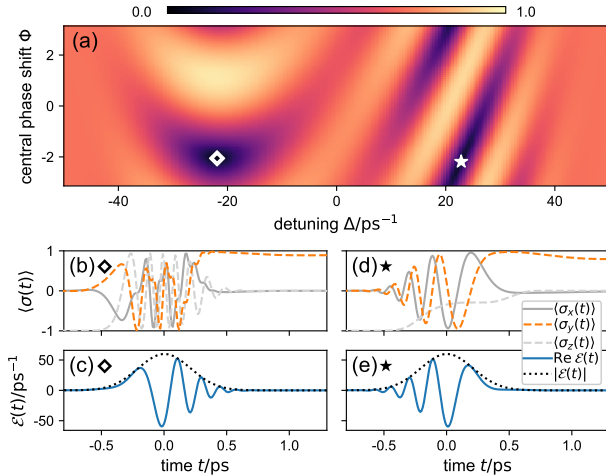 0.0 1.0
(a)
central phase shift Φ
2
0
-2
-50 -40 -20 0 20 40
detuning Δ/ps⁻¹
(b) (d)
⟨σ(t)⟩
1
0
-1
⟨σx(t)⟩
⟨σy(t)⟩
⟨σz(t)⟩
Re ℰ(t)
|ℰ(t)|
(c) (e)
ℰ(t)/ps⁻¹
50
0
-50
-0.5 0.0 0.5 1.0 -0.5 0.0 0.5 1.0
time t/ps time t/ps